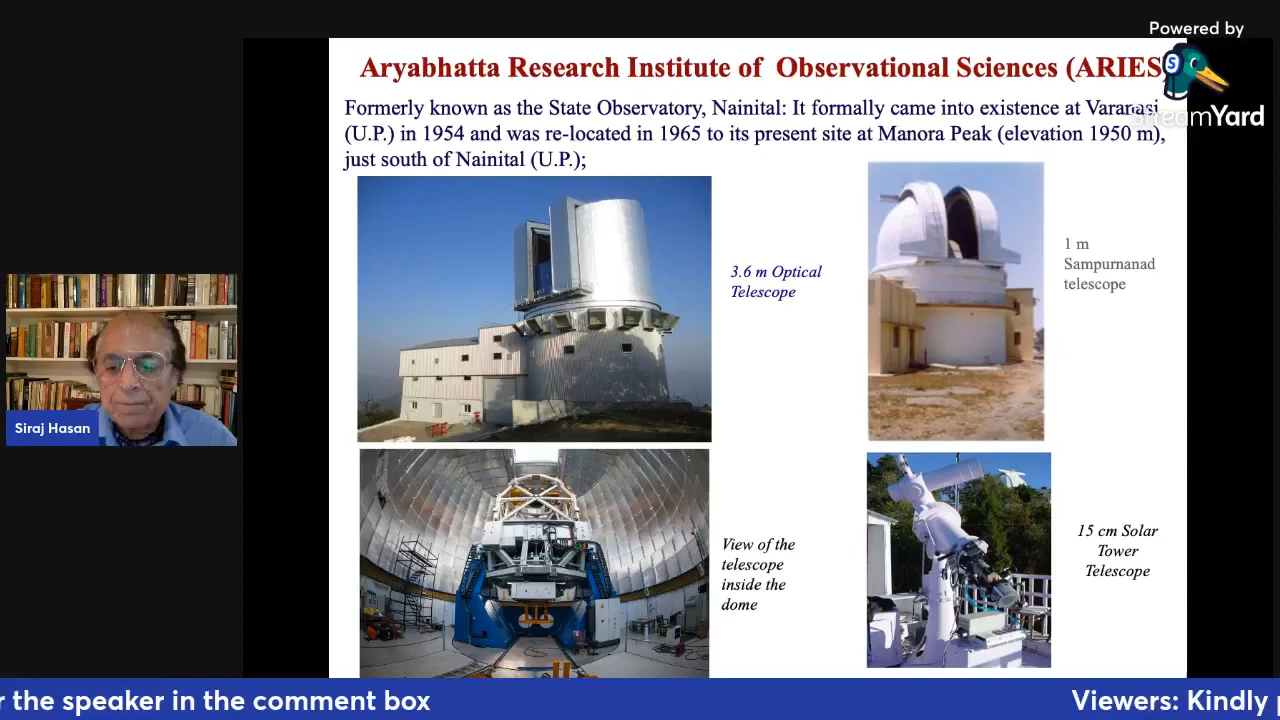 Powered by
StreamYard
Aryabhatta Research Institute of Observational Sciences (ARIES)
Formerly known as the State Observatory, Nainital: It formally came into existence at Varanasi
(U.P.) in 1954 and was re-located in 1965 to its present site at Manora Peak (elevation 1950 m),
just south of Nainital (U.P.);
3.6 m Optical
Telescope
1 m
Sampurnanad
telescope
Siraj Hasan
View of the
telescope
inside the
dome
15 cm Solar
Tower
Telescope
r the speaker in the comment box
Viewers: Kindly p